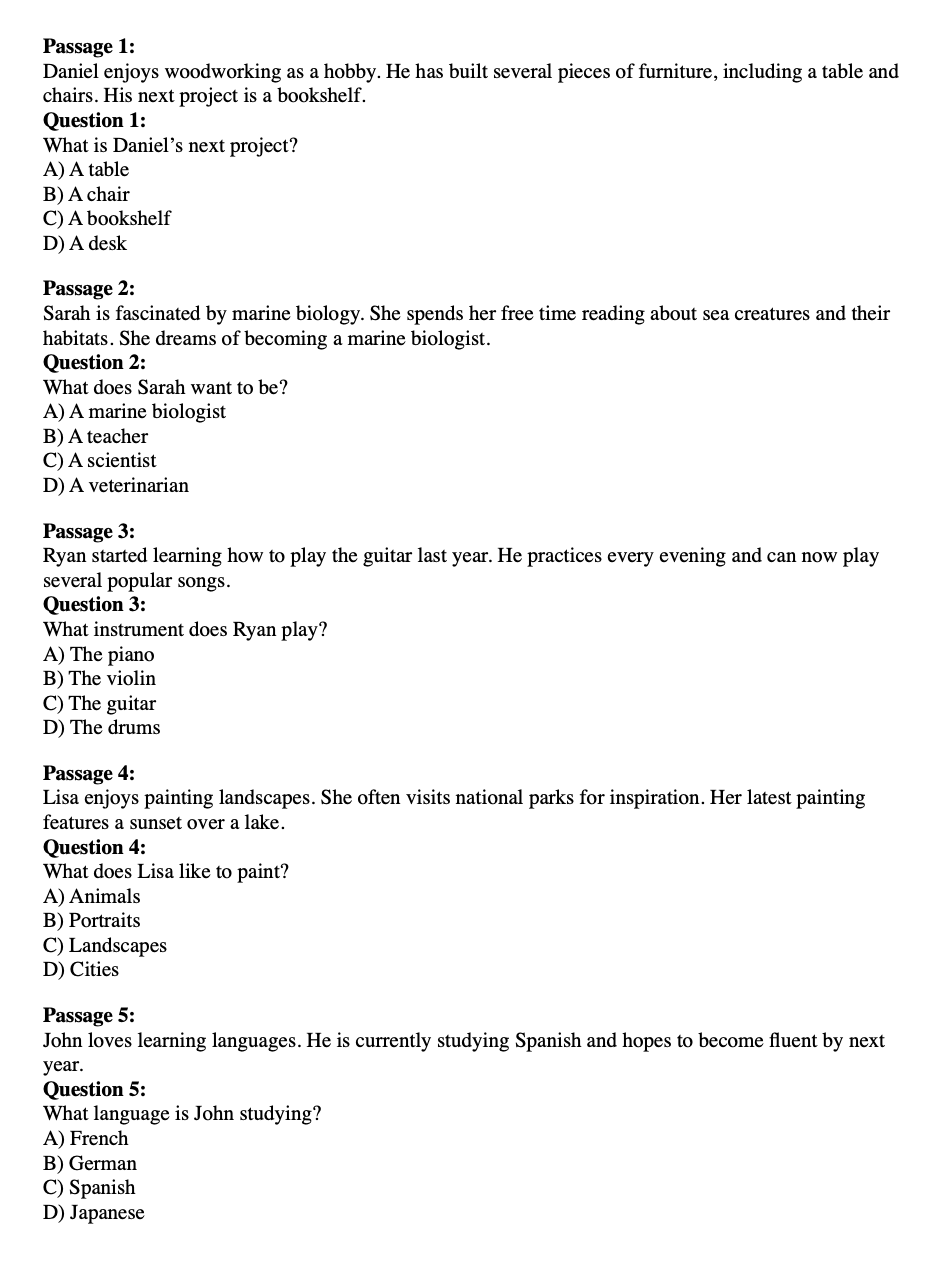 Passage 1:
Daniel enjoys woodworking as a hobby. He has built several pieces of furniture, including a table and
chairs. His next project is a bookshelf.
Question 1:
What is Daniel’s next project?
A) A table
B) A chair
C) A bookshelf
D) A desk
Passage 2:
Sarah is fascinated by marine biology. She spends her free time reading about sea creatures and their
habitats. She dreams of becoming a marine biologist.
Question 2:
What does Sarah want to be?
A) A marine biologist
B) A teacher
C) A scientist
D) A veterinarian
Passage 3:
Ryan started learning how to play the guitar last year. He practices every evening and can now play
several popular songs.
Question 3:
What instrument does Ryan play?
A) The piano
B) The violin
C) The guitar
D) The drums
Passage 4:
Lisa enjoys painting landscapes. She often visits national parks for inspiration. Her latest painting
features a sunset over a lake.
Question 4:
What does Lisa like to paint?
A) Animals
B) Portraits
C) Landscapes
D) Cities
Passage 5:
John loves learning languages. He is currently studying Spanish and hopes to become fluent by next
year.
Question 5:
What language is John studying?
A) French
B) German
C) Spanish
D) Japanese